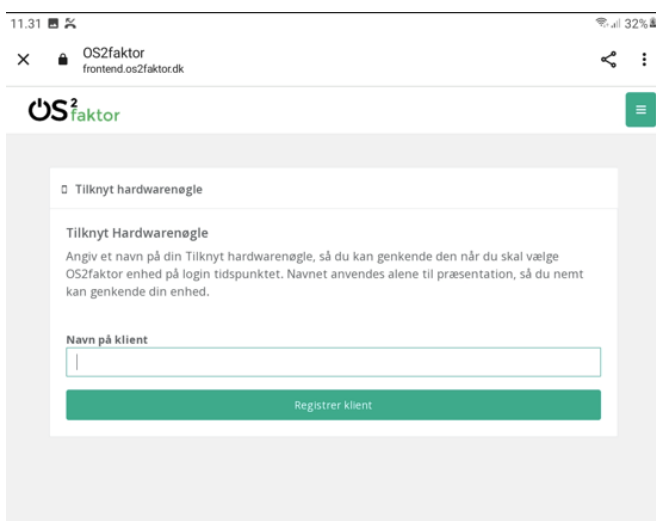 11.31
32%
OS2faktor
frontend.os2faktor.dk
OS2faktor
Tilknyt hardwarenøgle
Tilknyt Hardwarenøgle
Angiv et navn på din Tilknyt hardwarenøgle, så du kan genkende den når du skal vælge
OS2faktor enhed på login tidspunktet. Navnet anvendes alene til præsentation, så du nemt
kan genkende din enhed.
Navn på klient
Registrer klient